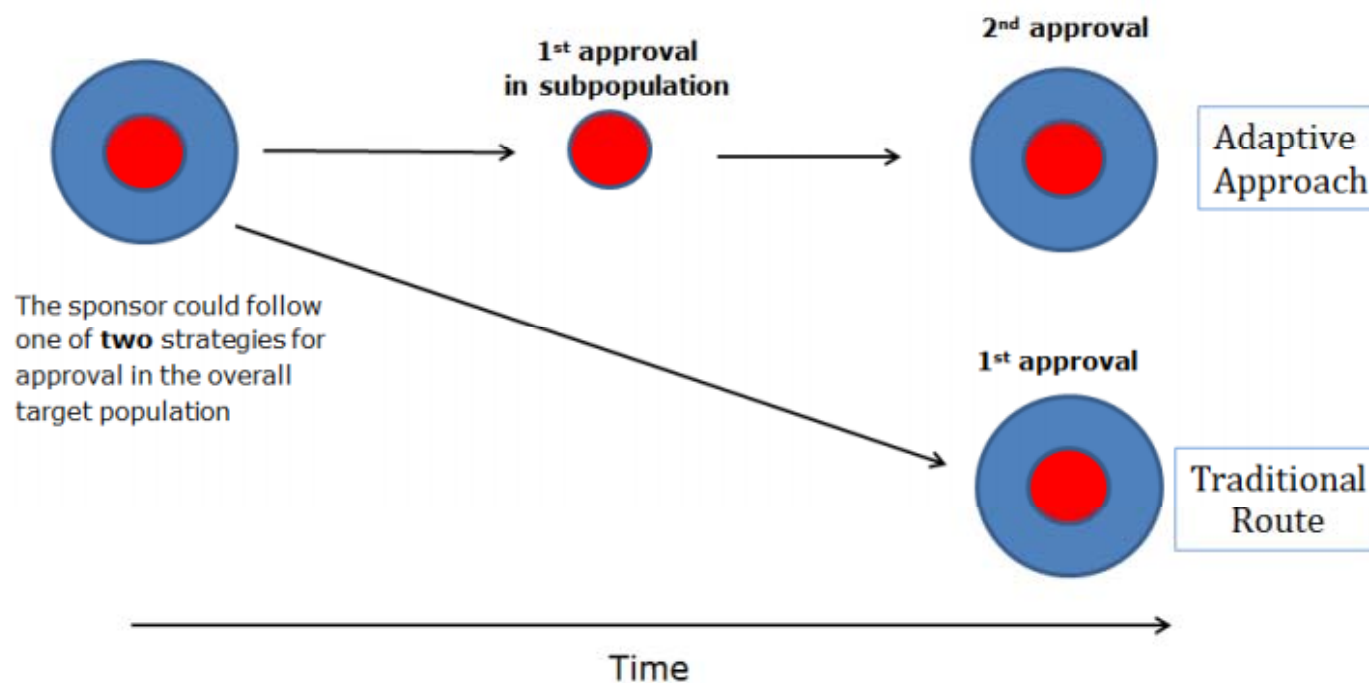 2nd approval
1st approval
in subpopulation
Adaptive
Approach
The sponsor could follow
one of two strategies for
approval in the overall
target population
1st approval
Traditional
Route
Time